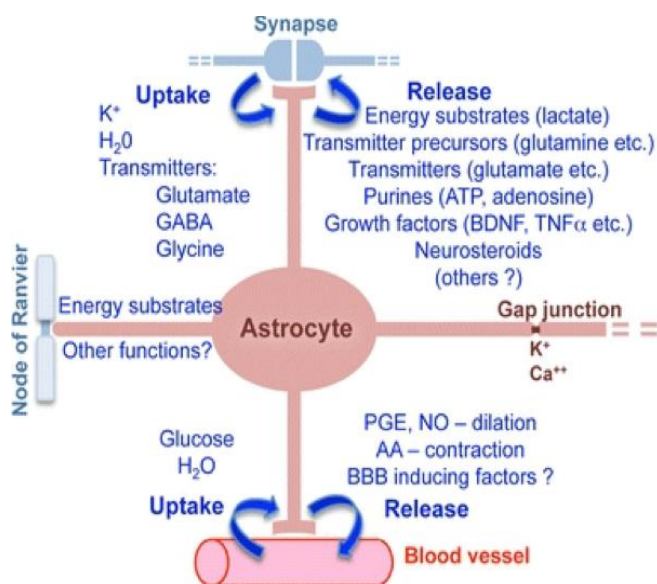 Synapse
Uptake
K⁺
H₂0
Transmitters:
Glutamate
GABA
Glycine
Release
Energy substrates (lactate)
Transmitter precursors (glutamine etc.)
Transmitters (glutamate etc.)
Purines (ATP, adenosine)
Growth factors (BDNF, TNFα etc.)
Neurosteroids
(others ?)
Node of Ranvier
Energy substrates
Other functions?
Astrocyte
Gap junction
K⁺
Ca⁺⁺
Glucose
H₂O
Uptake
PGE, NO – dilation
AA – contraction
BBB inducing factors ?
Release
Blood vessel